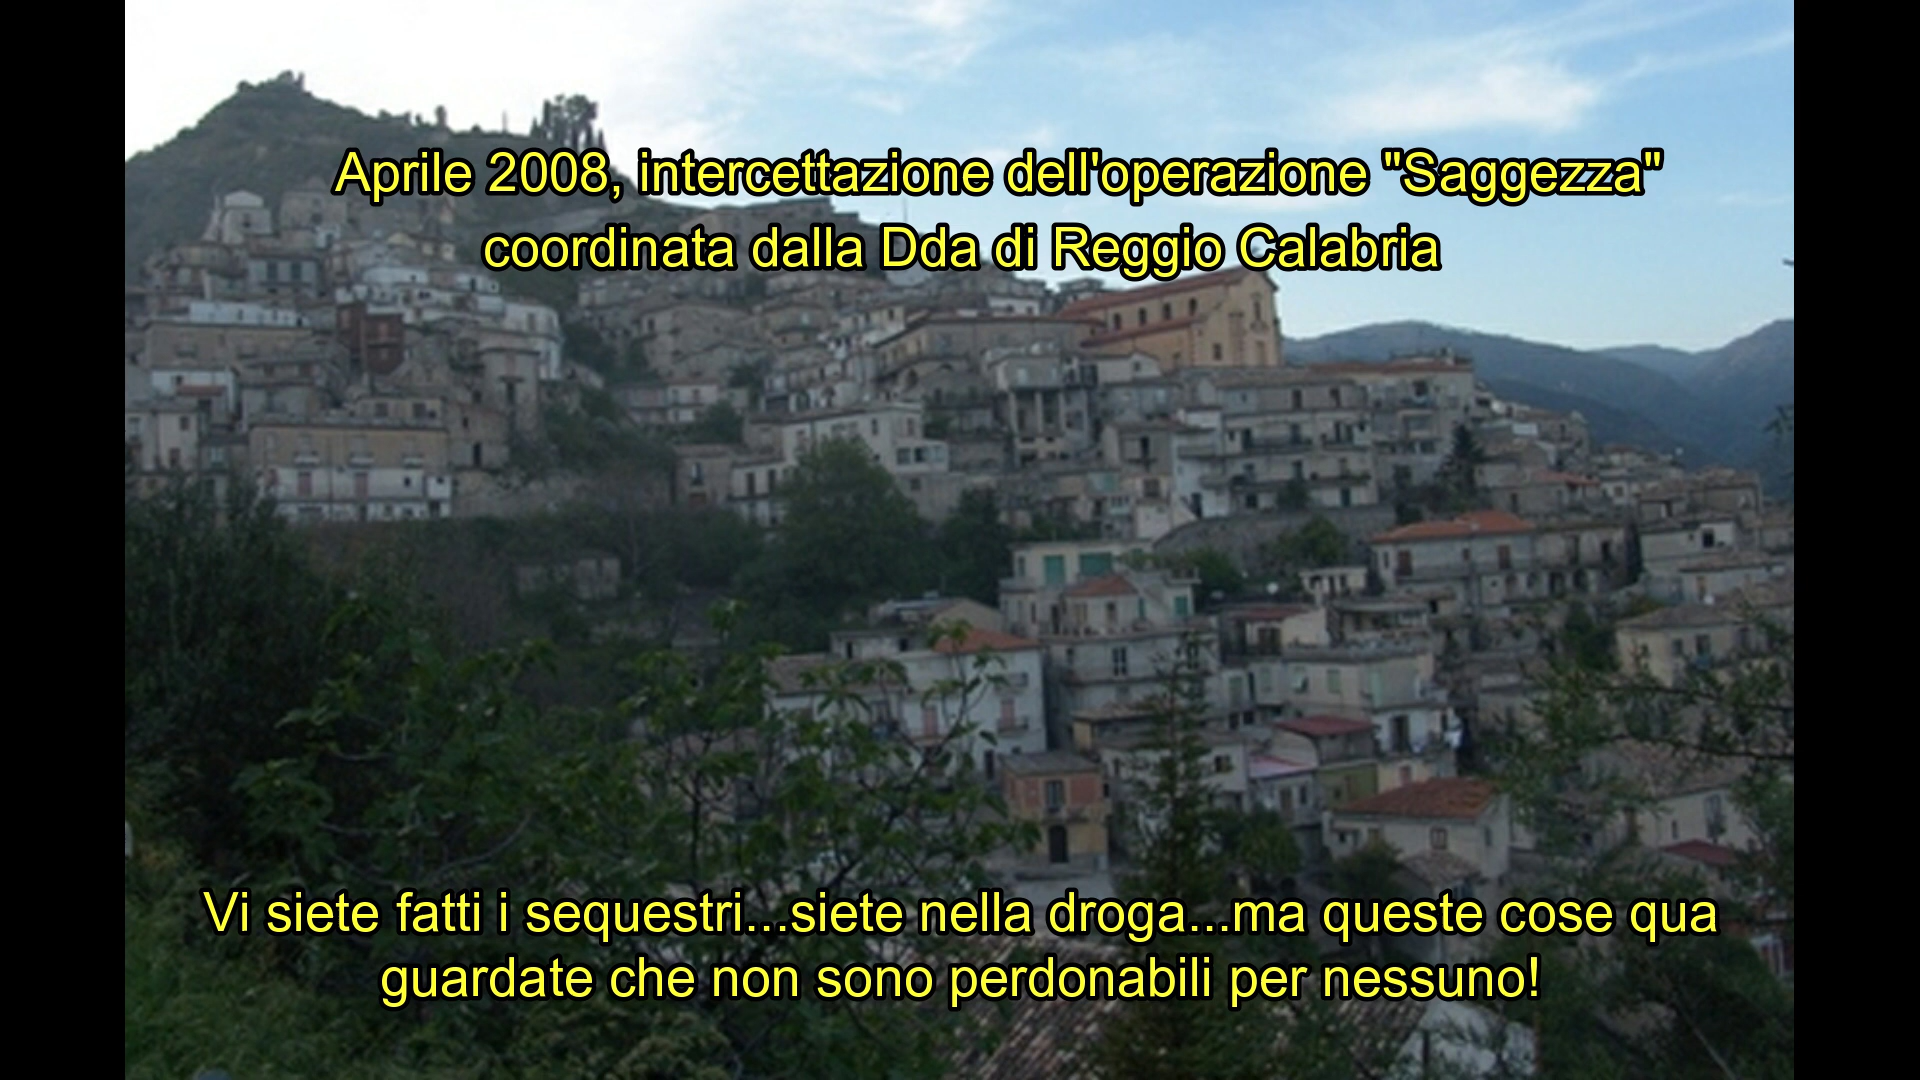 Aprile 2008, intercettazione dell'operazione "Saggezza"
coordinata dalla Dda di Reggio Calabria
Vi siete fatti i sequestri...siete nella droga...ma queste cose qua
guardate che non sono perdonabili per nessuno!